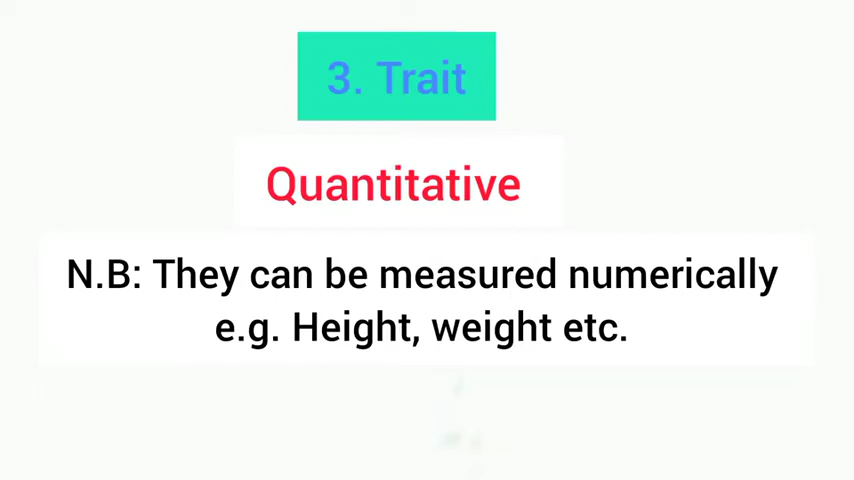 3. Trait
Quantitative
N.B: They can be measured numerically
e.g. Height, weight etc.